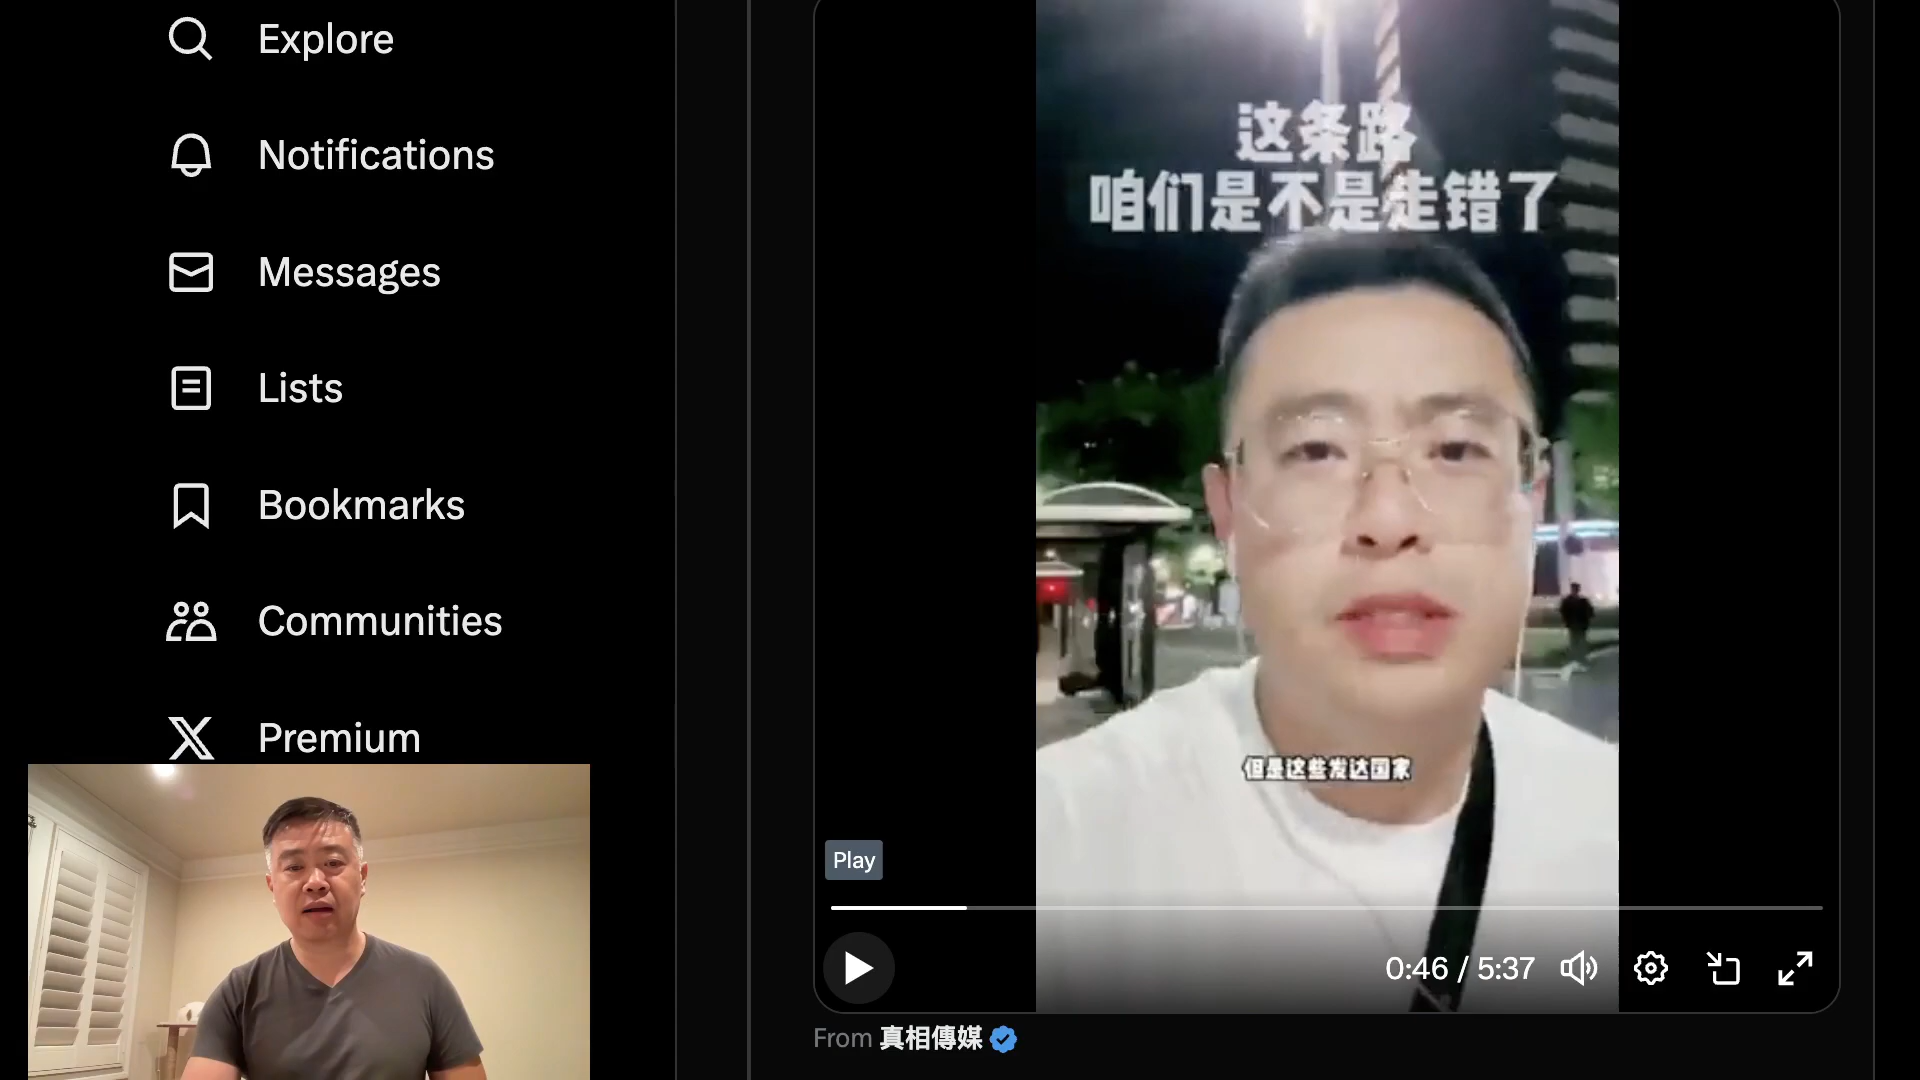 Explore
Notifications
Messages
Lists
Bookmarks
Communities
Premium
这条路
咱们是不是走错了
但是这些发达国家
Play
0:46 / 5:37
From 真相傳媒